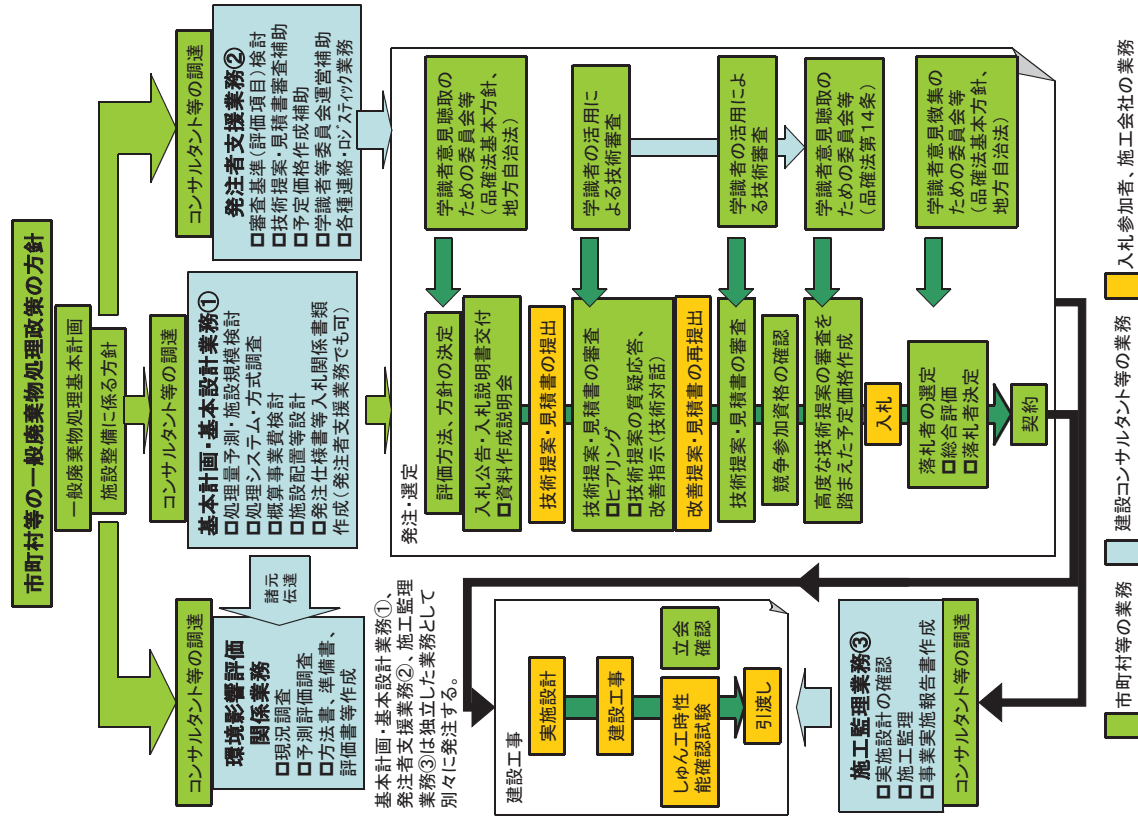 市町村等の一般廃棄物処理政策の方針
一般廃棄物処理基本計画
施設整備に係る方針
コンサルタント等の調達
環境影響評価
関係業務
□現況調査
□予測評価調査
□方法書、準備書、
評価書等作成
諸元
伝達
コンサルタント等の調達
基本計画・基本設計業務①
□処理量予測・施設規模検討
□処理システム・方式調査
□概算事業費検討
□施設配置等設計
□発注仕様書等入札関係書類
作成(発注者支援業務でも可)
コンサルタント等の調達
発注者支援業務②
□審査基準(評価項目)検討
□技術提案・見積書審査補助
□予定価格作成補助
□学識者等委員会運営補助
□各種連絡・ロジスティック業務
基本計画・基本設計業務①、
発注者支援業務②、施工監理
業務③は独立した業務として
別々に発注する。
発注・選定
評価方法、方針の決定
入札公告・入札説明書交付
□資料作成説明会
技術提案・見積書の提出
技術提案・見積書の審査
□ヒアリング
□技術提案の質疑応答、
改善指示(技術対話)
改善提案・見積書の再提出
技術提案・見積書の審査
競争参加資格の確認
高度な技術提案の審査を
踏まえた予定価格作成
入札
落札者の選定
□総合評価
□落札者決定
契約
学識者意見聴取の
ための委員会等
(品確法基本方針、
地方自治法)
学識者の活用に
よる技術審査
学識者の活用によ
る技術審査
学識者意見聴取の
ための委員会等
(品確法第14条)
学識者意見徴集の
ための委員会等
(品確法基本方針、
地方自治法)
建設工事
実施設計
建設工事
しゅん工時性
能確認試験
立会
確認
引渡し
施工監理業務③
□実施設計の確認
□施工監理
□事業実施報告書作成
コンサルタント等の調達
市町村等の業務
建設コンサルタント等の業務
入札参加者、施工会社の業務